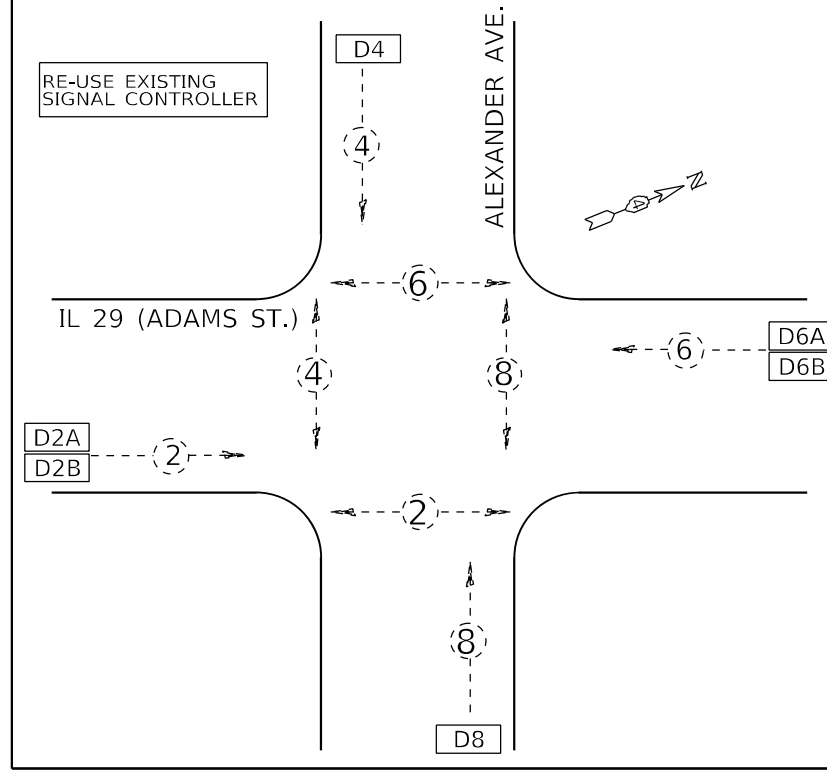 D4
ALEXANDER AVE.
RE-USE EXISTING
SIGNAL CONTROLLER
4
N
6
IL 29 (ADAMS ST.)
D6A
6
D6B
4
8
D2A
2
D2B
2
8
D8